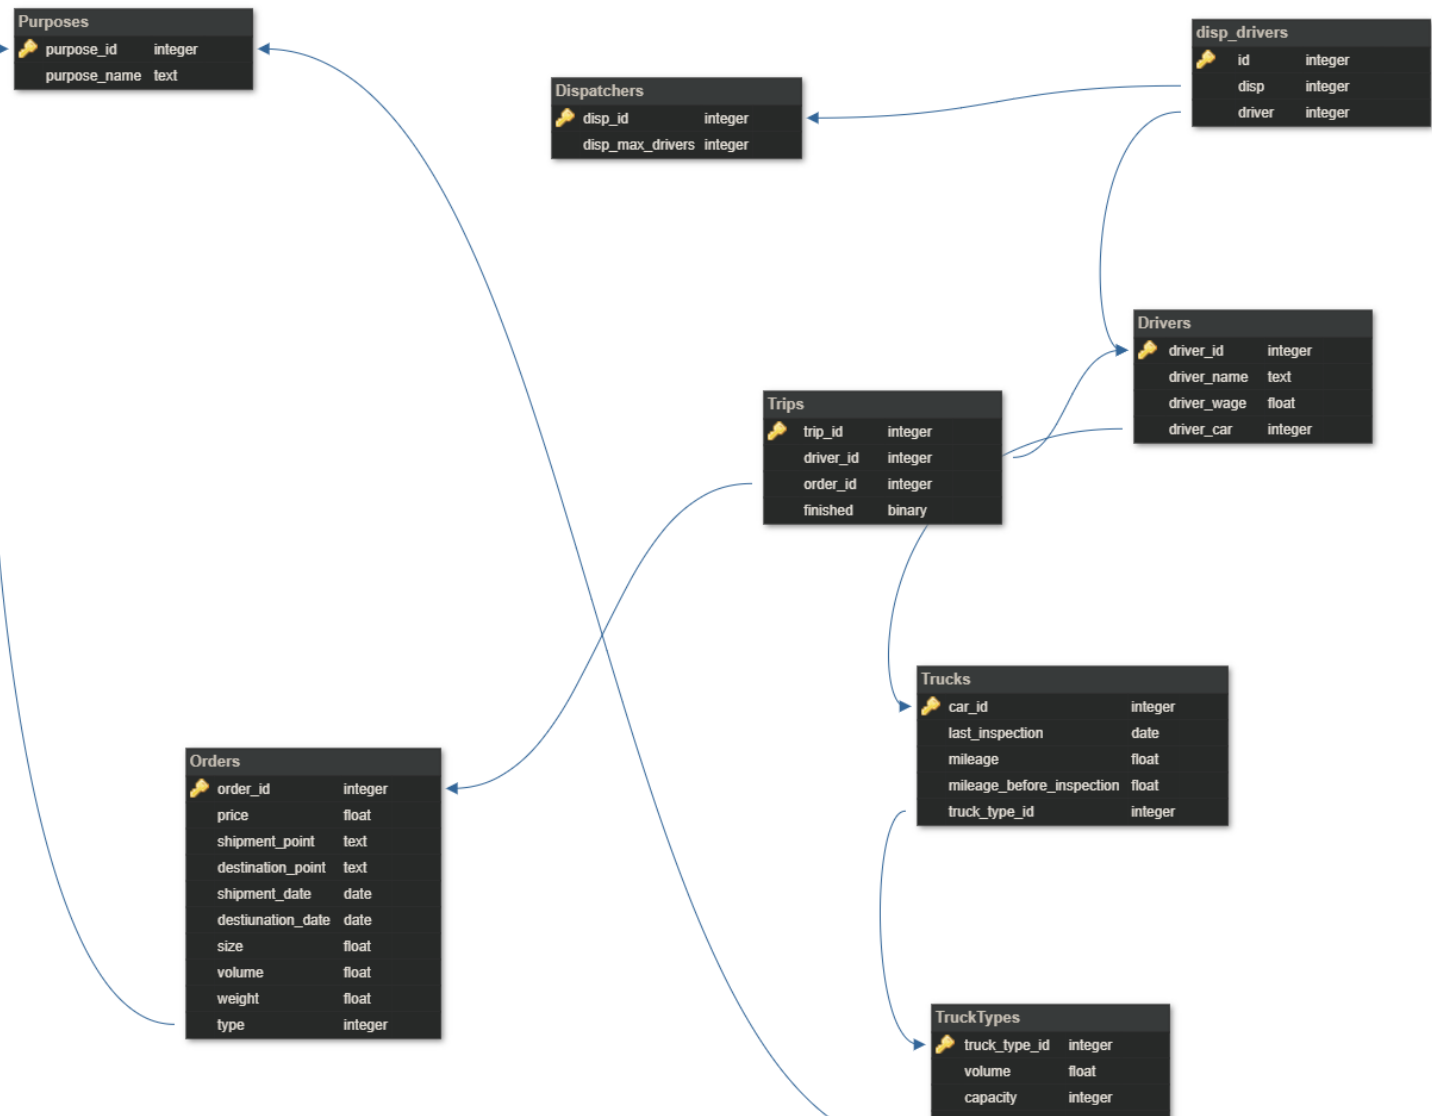 Purposes
purpose_id integer
purpose_name text
Dispatchers
disp_id integer
disp_max_drivers integer
disp_drivers
id integer
disp integer
driver integer
Drivers
driver_id integer
driver_name text
driver_wage float
driver_car integer
Trips
trip_id integer
driver_id integer
order_id integer
finished binary
Trucks
car_id integer
last_inspection date
mileage float
mileage_before_inspection float
truck_type_id integer
Orders
order_id integer
price float
shipment_point text
destination_point text
shipment_date date
destiunation_date date
size float
volume float
weight float
type integer
TruckTypes
truck_type_id integer
volume float
capacity integer